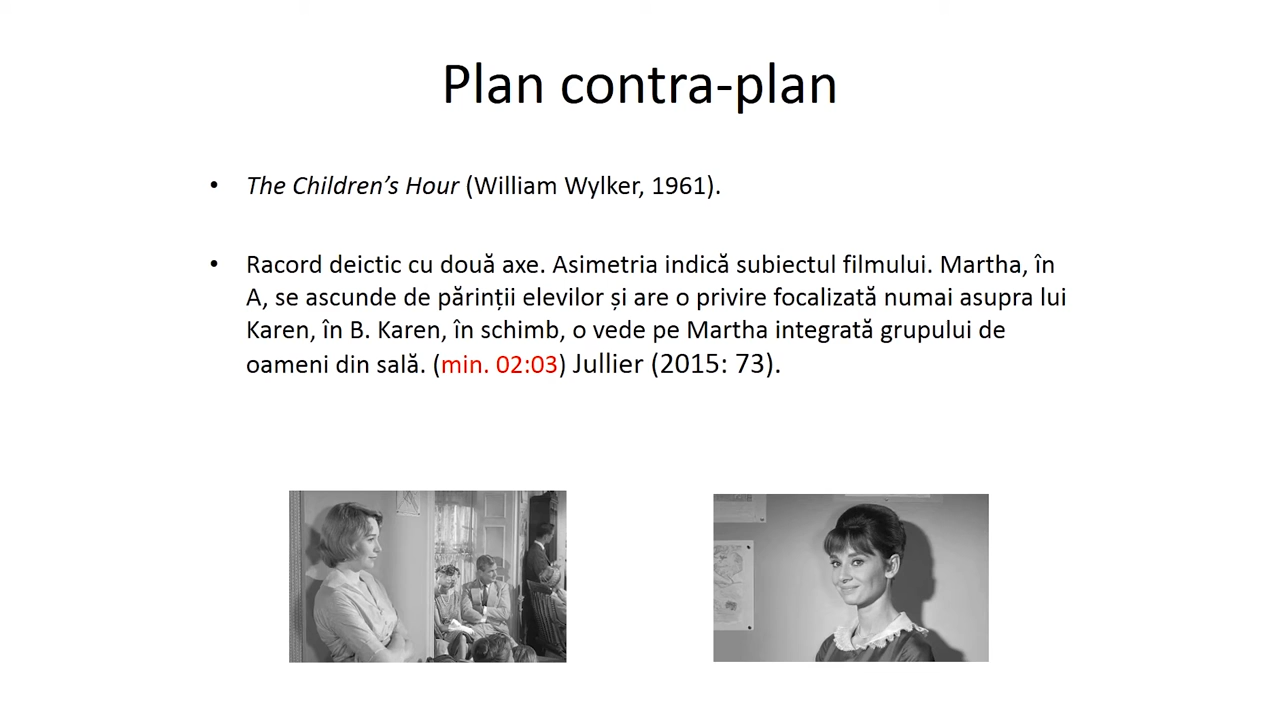 Plan contra-plan
• The Children’s Hour (William Wylker, 1961).
• Racord deictic cu două axe. Asimetria indică subiectul filmului. Martha, în
A, se ascunde de părinții elevilor și are o privire focalizată numai asupra lui
Karen, în B. Karen, în schimb, o vede pe Martha integrată grupului de
oameni din sală. (min. 02:03) Jullier (2015: 73).